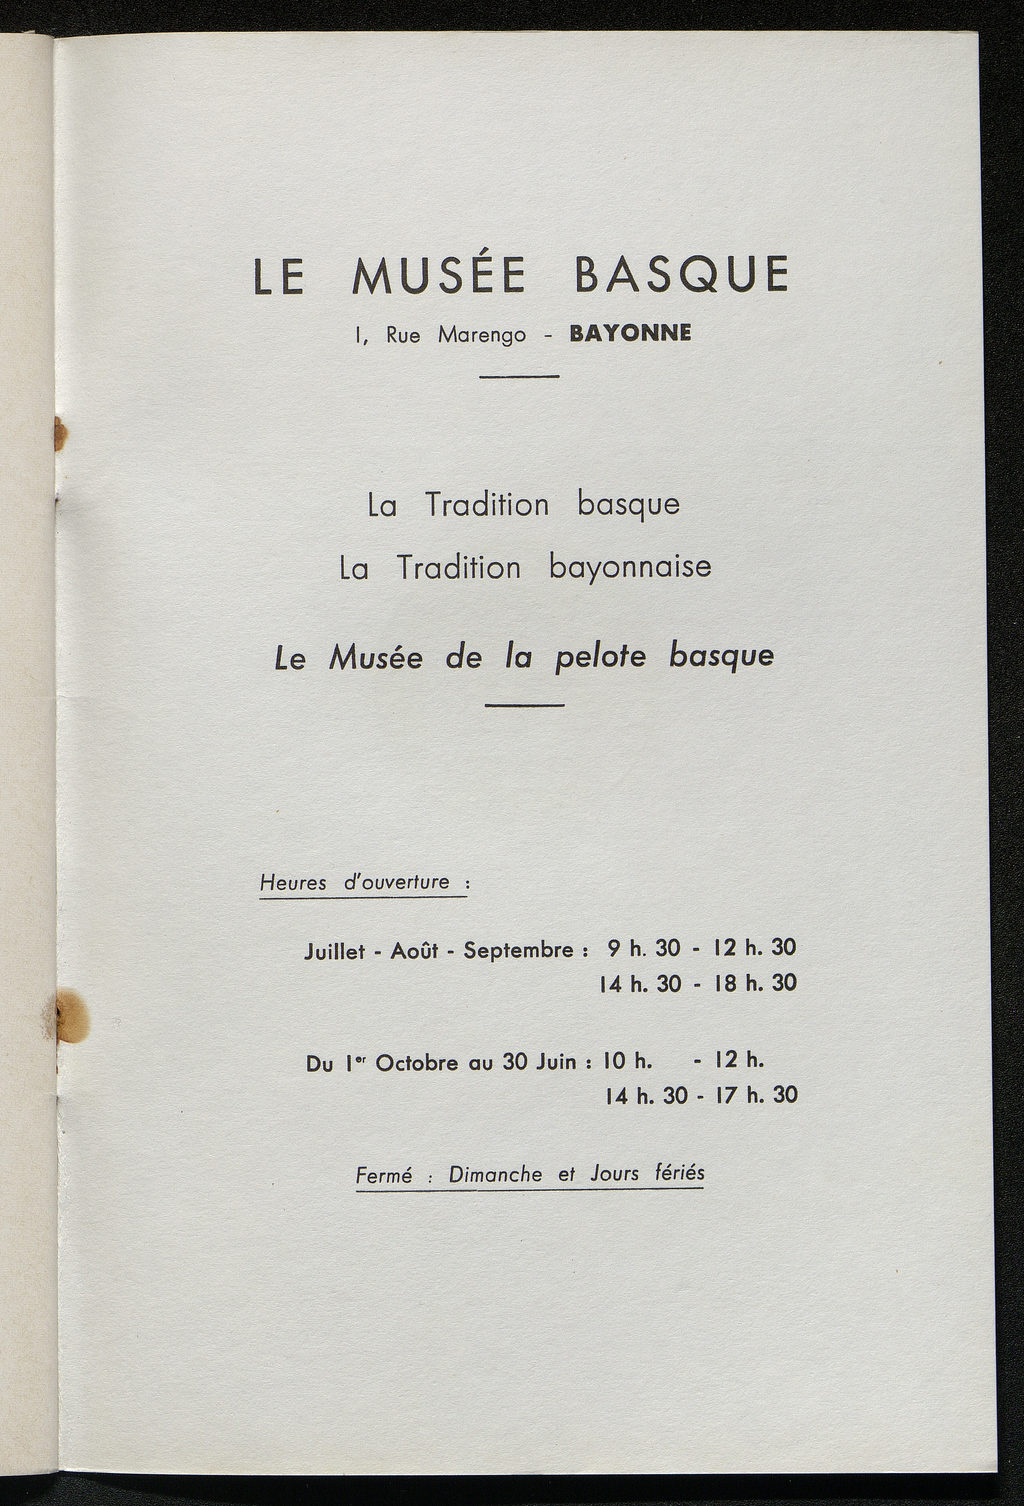 LE MUSÉE BASQUE
1, Rue Marengo - BAYONNE
La Tradition basque
La Tradition bayonnaise
Le Musée de la pelote basque
Heures d'ouverture :
Juillet - Août - Septembre : 9 h. 30 - 12 h. 30
14 h. 30 - 18 h. 30
Du 1er Octobre au 30 Juin : 10 h. - 12 h.
14 h. 30 - 17 h. 30
Fermé : Dimanche et Jours fériés